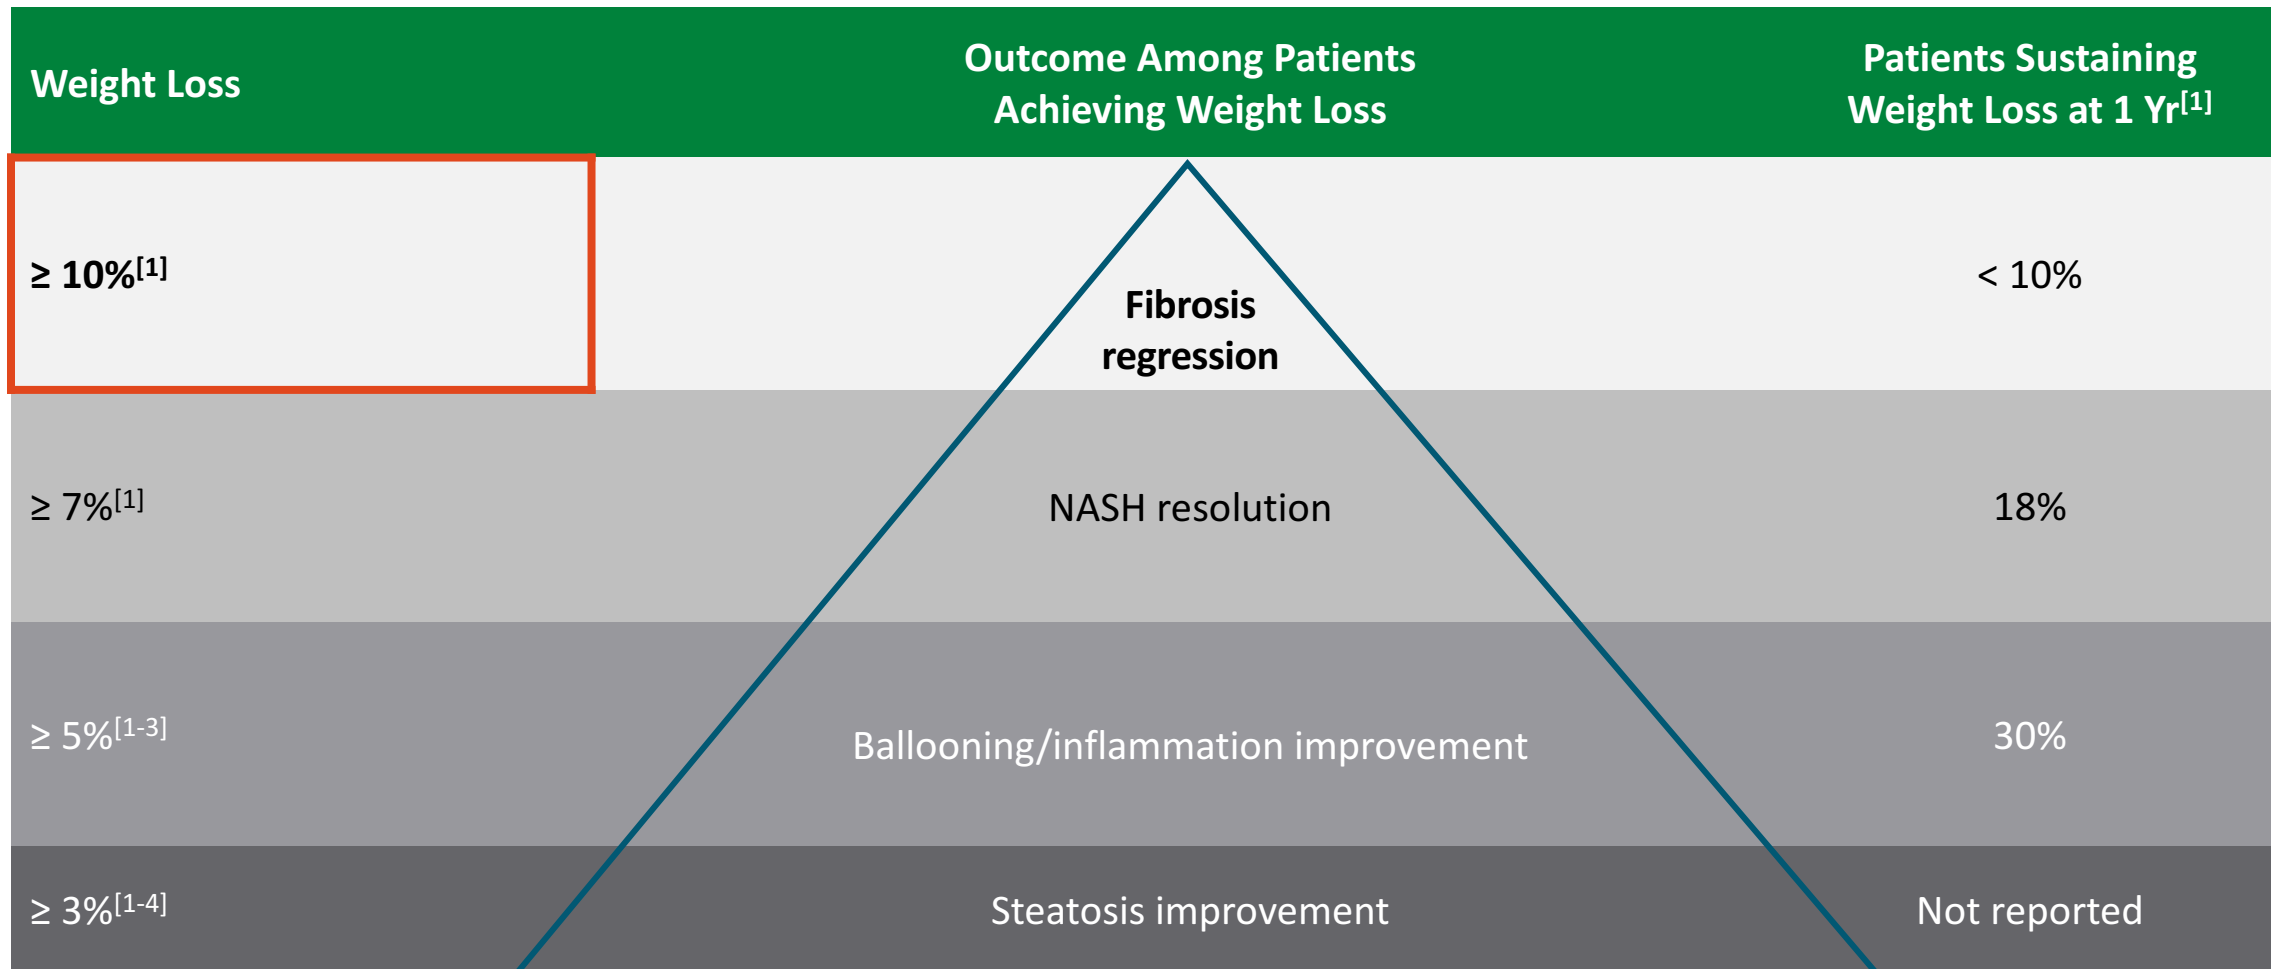 Weight Loss
Outcome Among Patients
Achieving Weight Loss
Patients Sustaining
Weight Loss at 1 Yr[1]
≥ 10%[1]
Fibrosis
regression
< 10%
≥ 7%[1]
NASH resolution
18%
≥ 5%[1-3]
Ballooning/inflammation improvement
30%
≥ 3%[1-4]
Steatosis improvement
Not reported